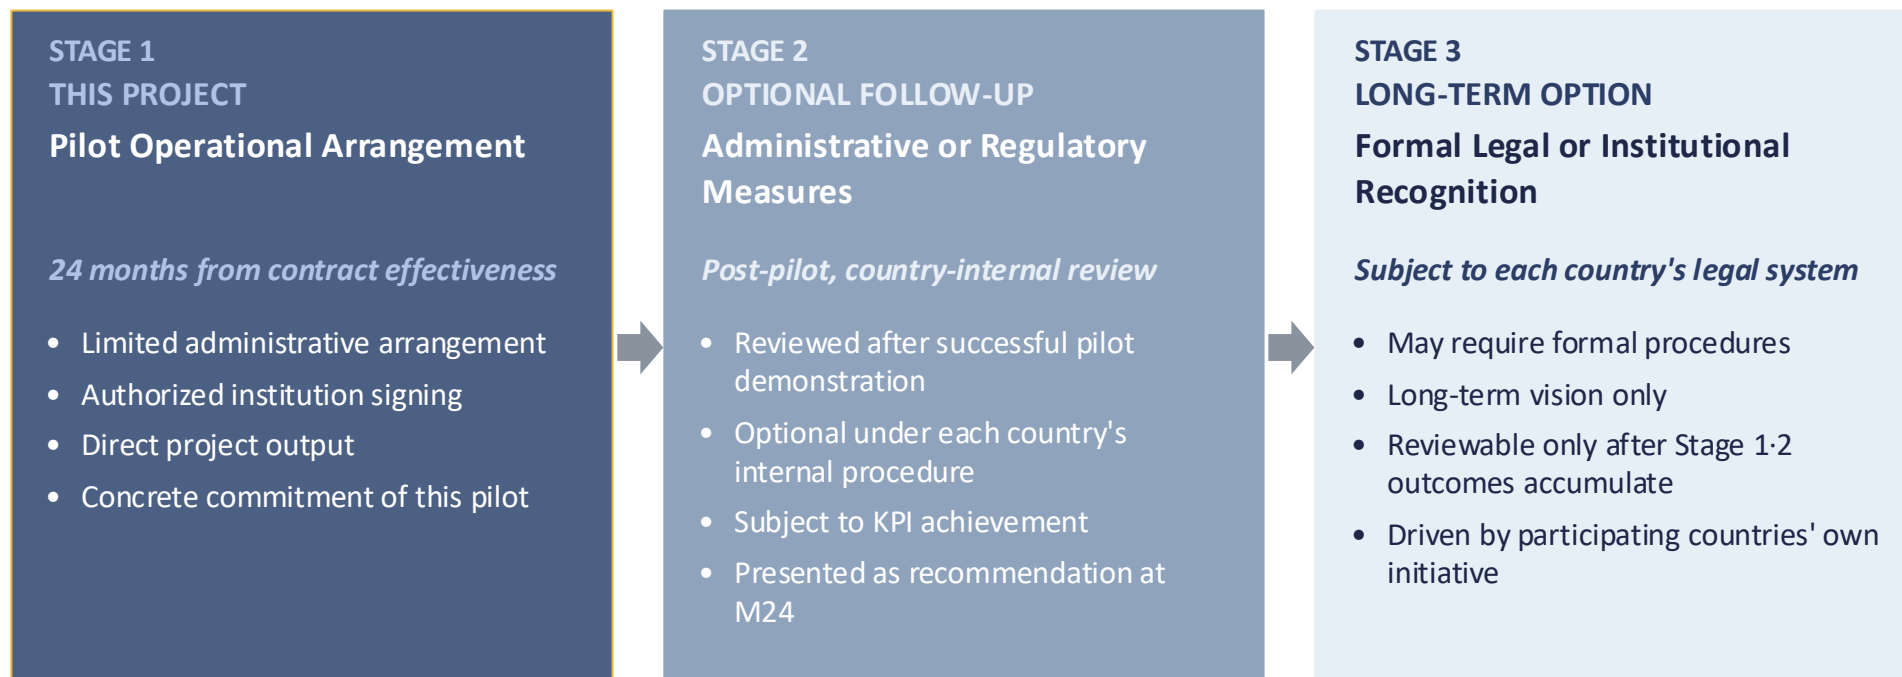 STAGE 1
THIS PROJECT
Pilot Operational Arrangement
24 months from contract effectiveness
• Limited administrative arrangement
• Authorized institution signing
• Direct project output
• Concrete commitment of this pilot
STAGE 2
OPTIONAL FOLLOW-UP
Administrative or Regulatory
Measures
Post-pilot, country-internal review
• Reviewed after successful pilot
demonstration
• Optional under each country's
internal procedure
• Subject to KPI achievement
• Presented as recommendation at
M24
STAGE 3
LONG-TERM OPTION
Formal Legal or Institutional
Recognition
Subject to each country's legal system
• May require formal procedures
• Long-term vision only
• Reviewable only after Stage 1·2
outcomes accumulate
• Driven by participating countries' own
initiative